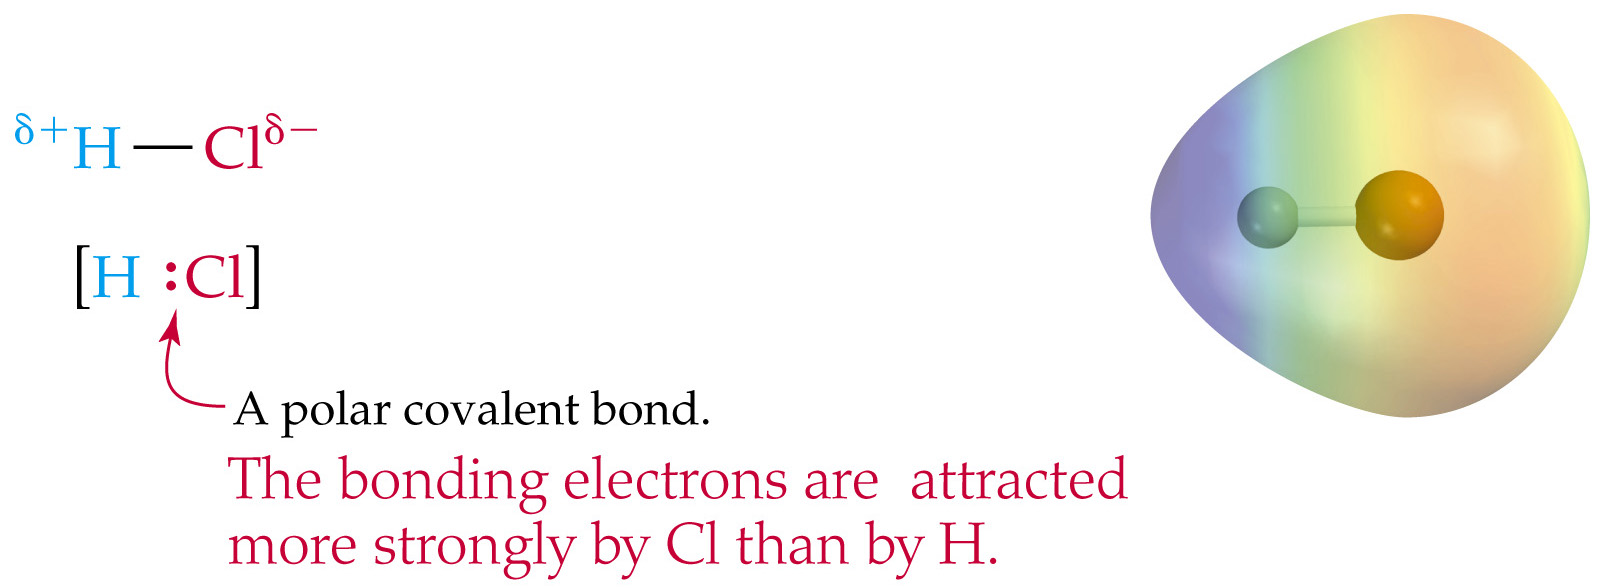 δ+H—Clδ−
[H :Cl]
A polar covalent bond.
The bonding electrons are attracted
more strongly by Cl than by H.